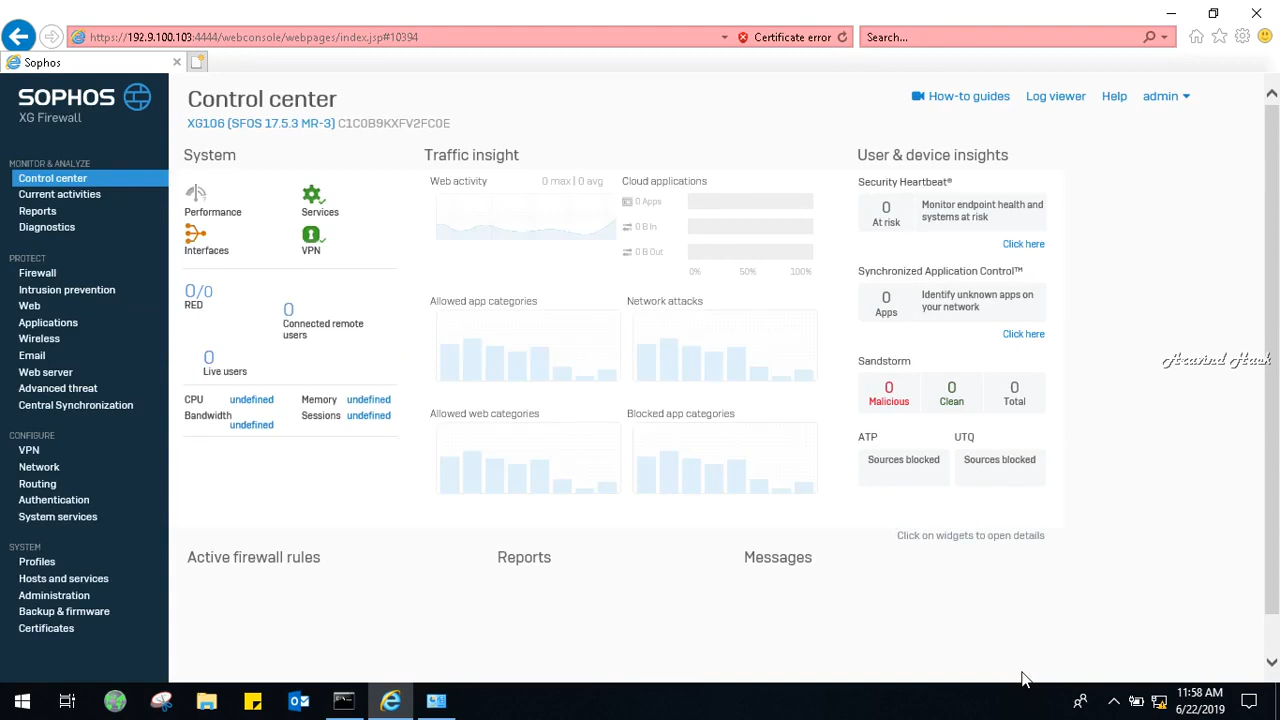 https://192.9.100.103:4444/webconsole/webpages/index.jsp#10394
Certificate error
Search...
Sophos
SOPHOS
XG Firewall
MONITOR & ANALYZE
Control center
Current activities
Reports
Diagnostics
PROTECT
Firewall
Intrusion prevention
Web
Applications
Wireless
Email
Web server
Advanced threat
Central Synchronization
CONFIGURE
VPN
Network
Routing
Authentication
System services
SYSTEM
Profiles
Hosts and services
Administration
Backup & firmware
Certificates
Control center
XG106 (SFOS 17.5.3 MR-3) C1C0B9KXFV2FC0E
How-to guides
Log viewer
Help
admin
System
Performance
Services
Interfaces
VPN
0/0
RED
0
Connected remote
users
0
Live users
CPU undefined
Memory undefined
Bandwidth
undefined
Sessions undefined
Traffic insight
Web activity
0 max | 0 avg
Cloud applications
0 Apps
0 B In
0 B Out
0% 50% 100%
Allowed app categories
Network attacks
Allowed web categories
Blocked app categories
User & device insights
Security Heartbeat®
0
At risk
Monitor endpoint health and
systems at risk
Click here
Synchronized Application Control™
0
Apps
Identify unknown apps on
your network
Click here
Sandstorm
0
Malicious
0
Clean
0
Total
ATP
Sources blocked
UTQ
Sources blocked
Click on widgets to open details
Active firewall rules
Reports
Messages
Aravind Hack
11:58 AM
6/22/2019